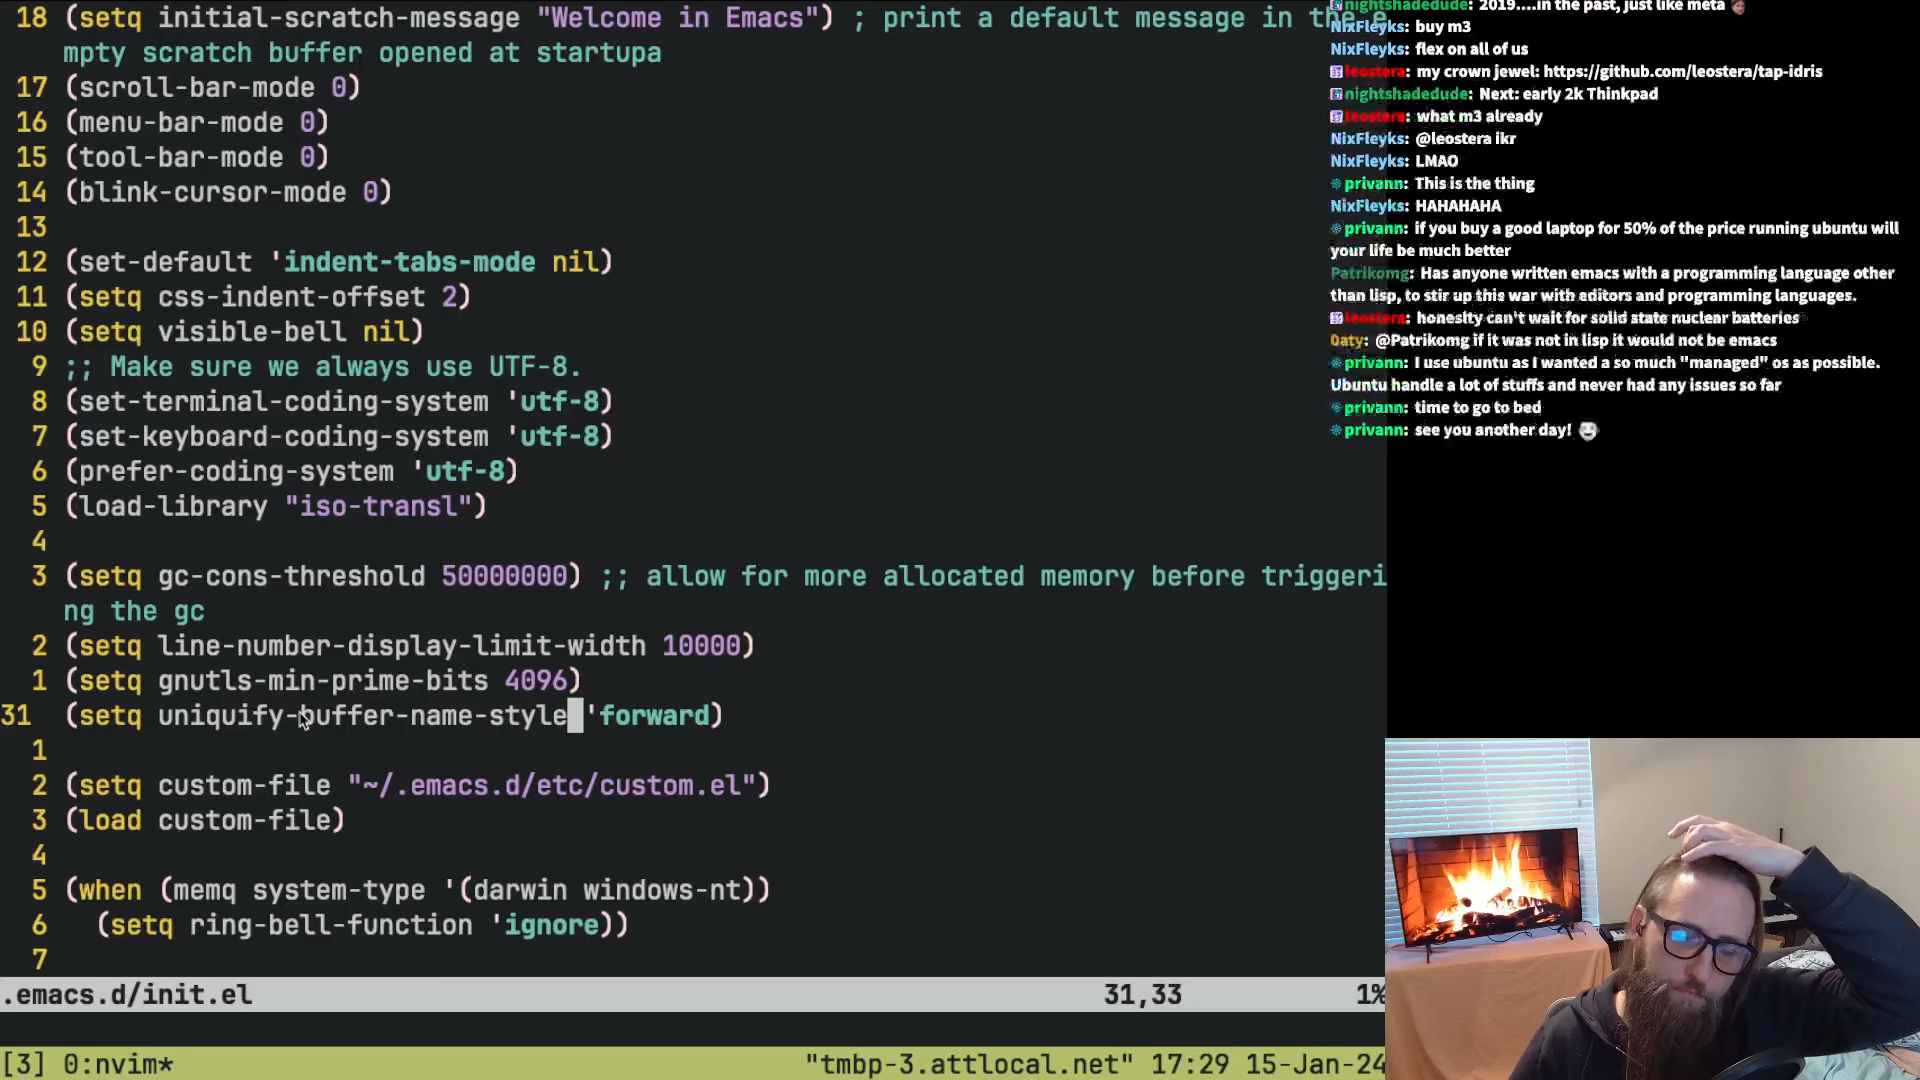 18 (setq initial-scratch-message "Welcome in Emacs") ; print a default message in the e
mpty scratch buffer opened at startupa
17 (scroll-bar-mode 0)
16 (menu-bar-mode 0)
15 (tool-bar-mode 0)
14 (blink-cursor-mode 0)
13
12 (set-default 'indent-tabs-mode nil)
11 (setq css-indent-offset 2)
10 (setq visible-bell nil)
9 ;; Make sure we always use UTF-8.
8 (set-terminal-coding-system 'utf-8)
7 (set-keyboard-coding-system 'utf-8)
6 (prefer-coding-system 'utf-8)
5 (load-library "iso-transl")
4
3 (setq gc-cons-threshold 50000000) ;; allow for more allocated memory before triggeri
ng the gc
2 (setq line-number-display-limit-width 10000)
1 (setq gnutls-min-prime-bits 4096)
31 (setq uniquify-buffer-name-style 'forward)
1
2 (setq custom-file "~/.emacs.d/etc/custom.el")
3 (load custom-file)
4
5 (when (memq system-type '(darwin windows-nt))
6 (setq ring-bell-function 'ignore))
7
.emacs.d/init.el 31,33 1%
[3] 0:nvim* "tmbp-3.attlocal.net" 17:29 15-Jan-24
nightshadedude: 2019....in the past, just like meta
NixFleyks: buy m3
NixFleyks: flex on all of us
leostera: my crown jewel: https://github.com/leostera/tap-idris
nightshadedude: Next: early 2k Thinkpad
leostera: what m3 already
NixFleyks: @leostera ikr
NixFleyks: LMAO
privann: This is the thing
NixFleyks: HAHAHAHA
privann: if you buy a good laptop for 50% of the price running ubuntu will
your life be much better
Patrikomg: Has anyone written emacs with a programming language other
than lisp, to stir up this war with editors and programming languages.
leostera: honeslty can't wait for solid state nuclear batteries
0aty: @Patrikomg if it was not in lisp it would not be emacs
privann: I use ubuntu as I wanted a so much "managed" os as possible.
Ubuntu handle a lot of stuffs and never had any issues so far
privann: time to go to bed
privann: see you another day!